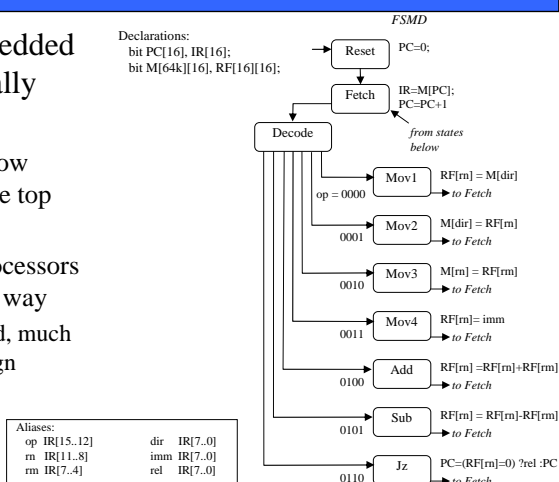 edded
ally
ow
e top
ocessors
way
d, much
gn
Declarations:
bit PC[16], IR[16];
bit M[64k][16], RF[16][16];
FSMD
Reset PC=0;
Fetch IR=M[PC];
PC=PC+1
Decode
from states
below
Mov1 RF[rn] = M[dir]
op = 0000 to Fetch
Mov2 M[dir] = RF[rn]
0001 to Fetch
Mov3 M[rn] = RF[rm]
0010 to Fetch
Mov4 RF[rn]= imm
0011 to Fetch
Add RF[rn] =RF[rn]+RF[rm]
0100 to Fetch
Sub RF[rn] = RF[rn]-RF[rm]
0101 to Fetch
Jz PC=(RF[rn]=0) ?rel :PC
0110 to Fetch
Aliases:
op IR[15..12] dir IR[7..0]
rn IR[11..8] imm IR[7..0]
rm IR[7..4] rel IR[7..0]